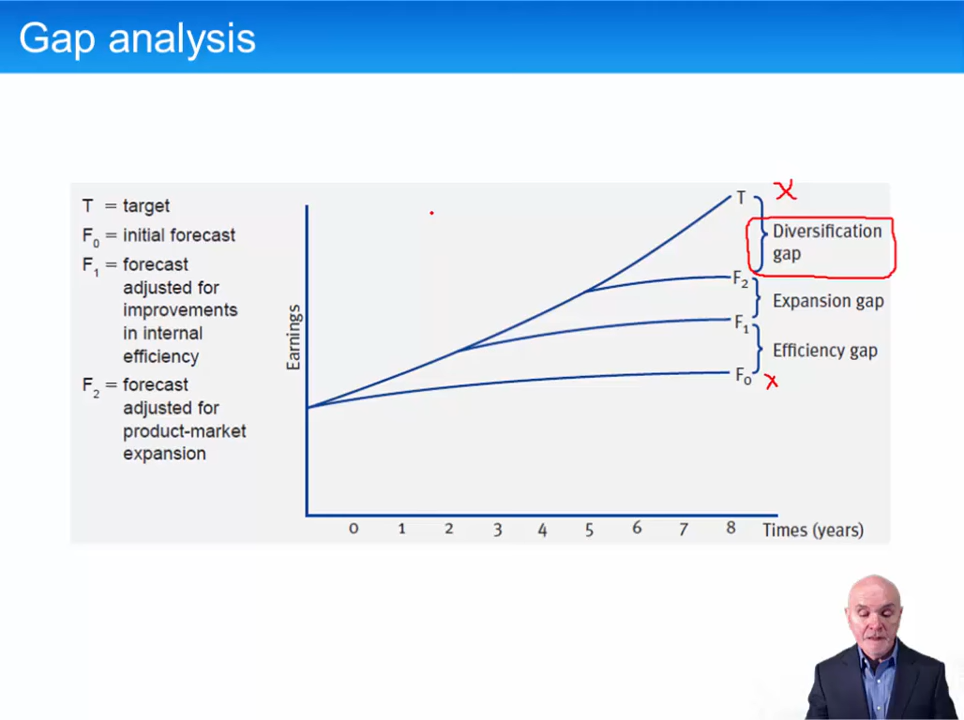 Gap analysis
T = target
F0 = initial forecast
F1 = forecast
adjusted for
improvements
in internal
efficiency
F2 = forecast
adjusted for
product-market
expansion
Earnings
T X
Diversification
gap
F2
Expansion gap
F1
Efficiency gap
F0 x
0 1 2 3 4 5 6 7 8 Times (years)